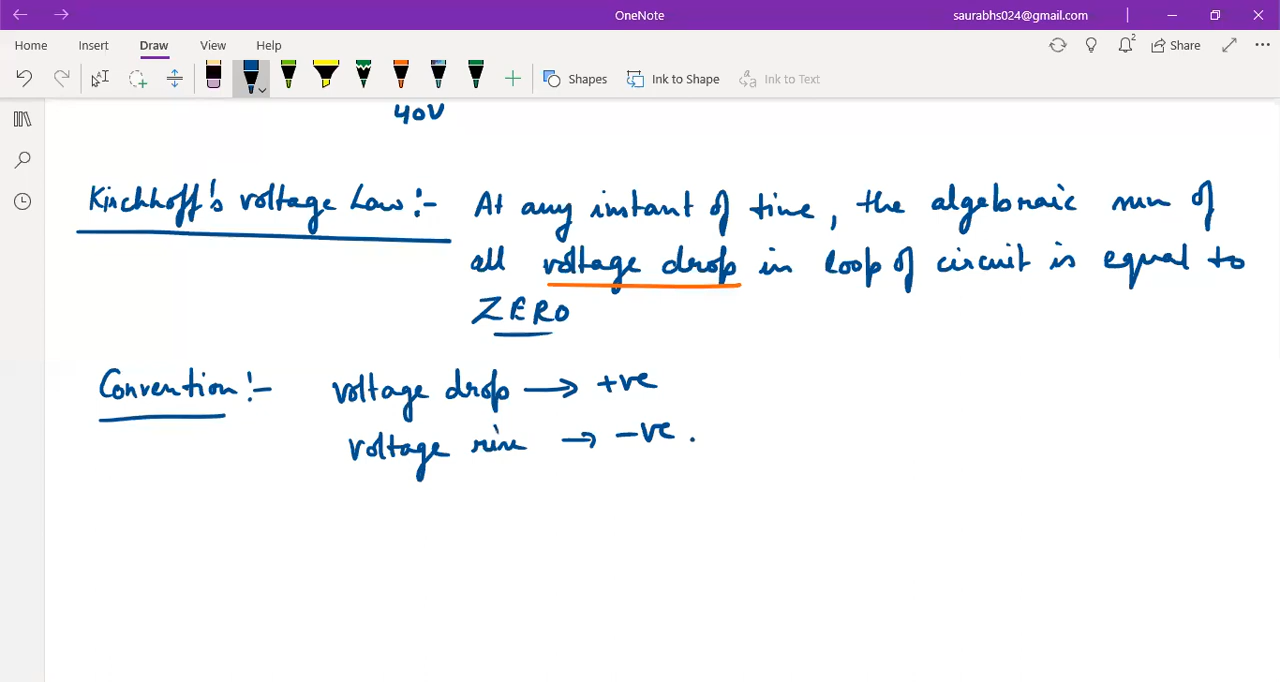 OneNote
saurabhs024@gmail.com
Home Insert Draw View Help
2 Share
Shapes Ink to Shape Ink to Text
40V
Kirchhoff's voltage Law :- At any instant of time, the algebraic sum of
all voltage drop in loop of circuit is equal to
ZERO
Convention :- voltage drop → +ve
voltage rise → -ve.